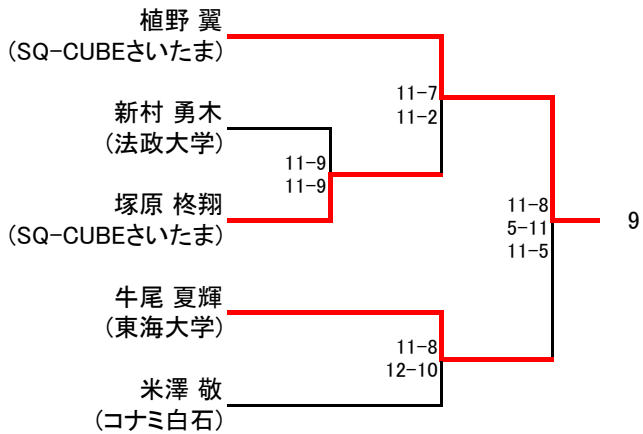 植野 翼
(SQ-CUBEさいたま)
11-7
11-2
新村 勇木
(法政大学)
11-9
11-9
塚原 柊翔
(SQ-CUBEさいたま)
11-8
5-11
11-5
9
牛尾 夏輝
(東海大学)
11-8
12-10
米澤 敬
(コナミ白石)